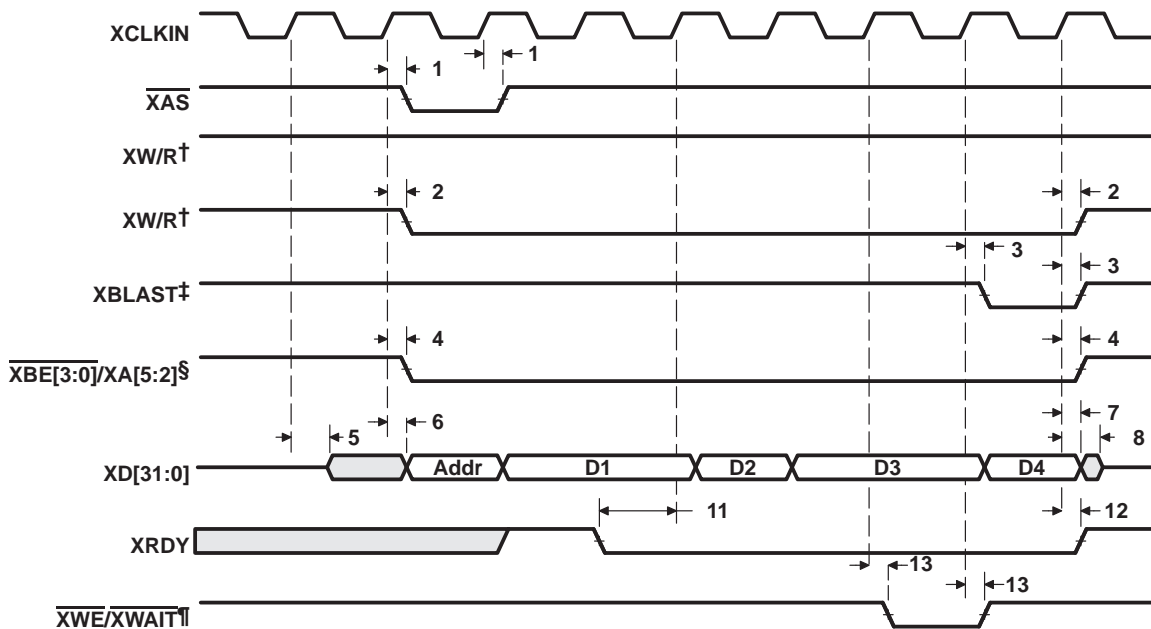 XCLKIN
1
1
XAS
XW/R†
2
2
XW/R†
3
3
XBLAST‡
4
4
XBE[3:0]/XA[5:2]§
6
7
5
8
XD[31:0]
Addr
D1
D2
D3
D4
11
12
XRDY
13
13
XWE/XWAIT¶